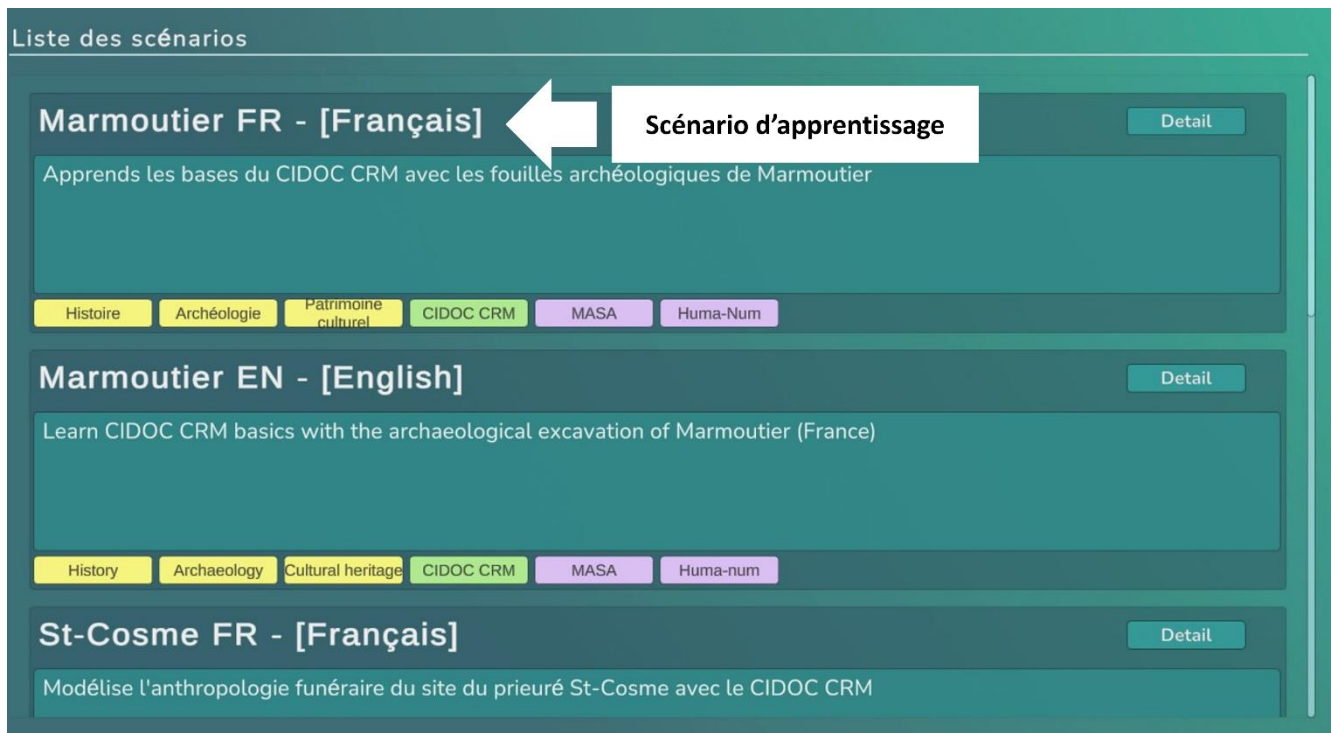 Liste des scénarios
Marmoutier FR - [Français]
Scénario d’apprentissage
Detail
Apprends les bases du CIDOC CRM avec les fouilles archéologiques de Marmoutier
Histoire
Archéologie
Patrimoine
culturel
CIDOC CRM
MASA
Huma-Num
Marmoutier EN - [English]
Detail
Learn CIDOC CRM basics with the archaeological excavation of Marmoutier (France)
History
Archaeology
Cultural heritage
CIDOC CRM
MASA
Huma-num
St-Cosme FR - [Français]
Detail
Modélise l'anthropologie funéraire du site du prieuré St-Cosme avec le CIDOC CRM